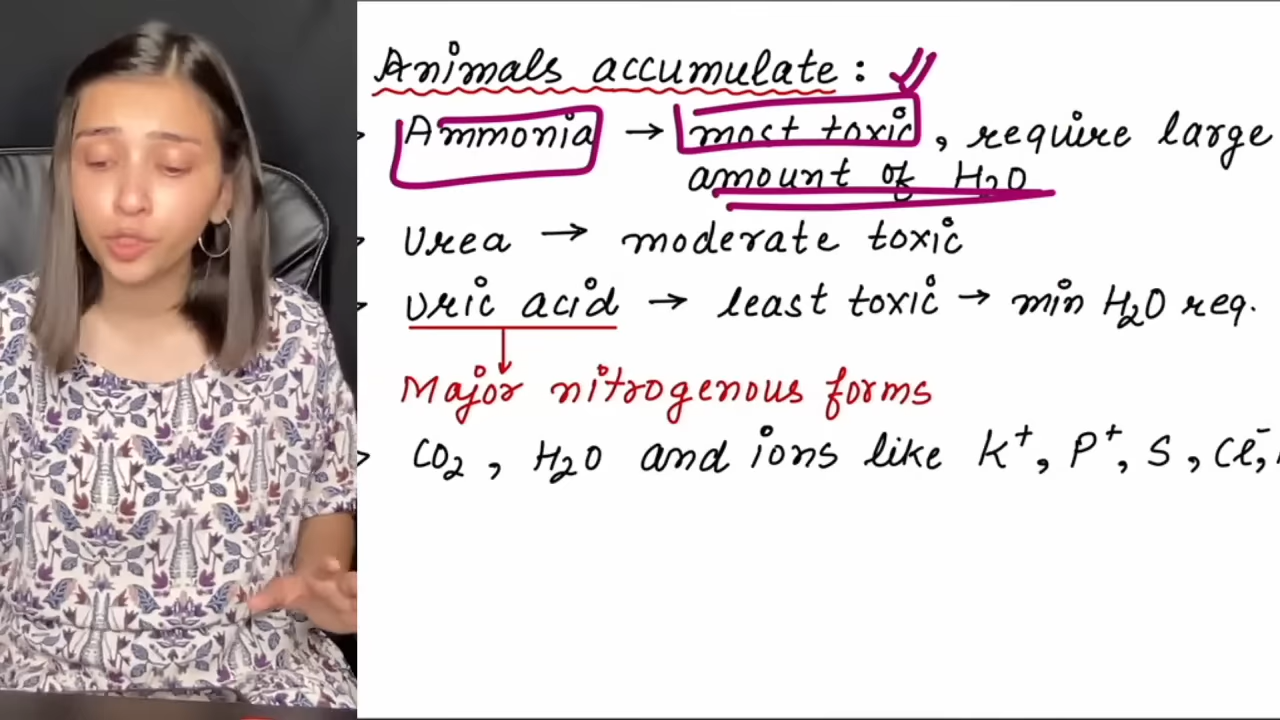 Animals accumulate :
Ammonia → most toxic, require large
amount of H2O
Urea → moderate toxic
Uric acid → least toxic → min H2O req.
Major nitrogenous forms
CO2, H2O and ions like K+, P+, S, Cl-,